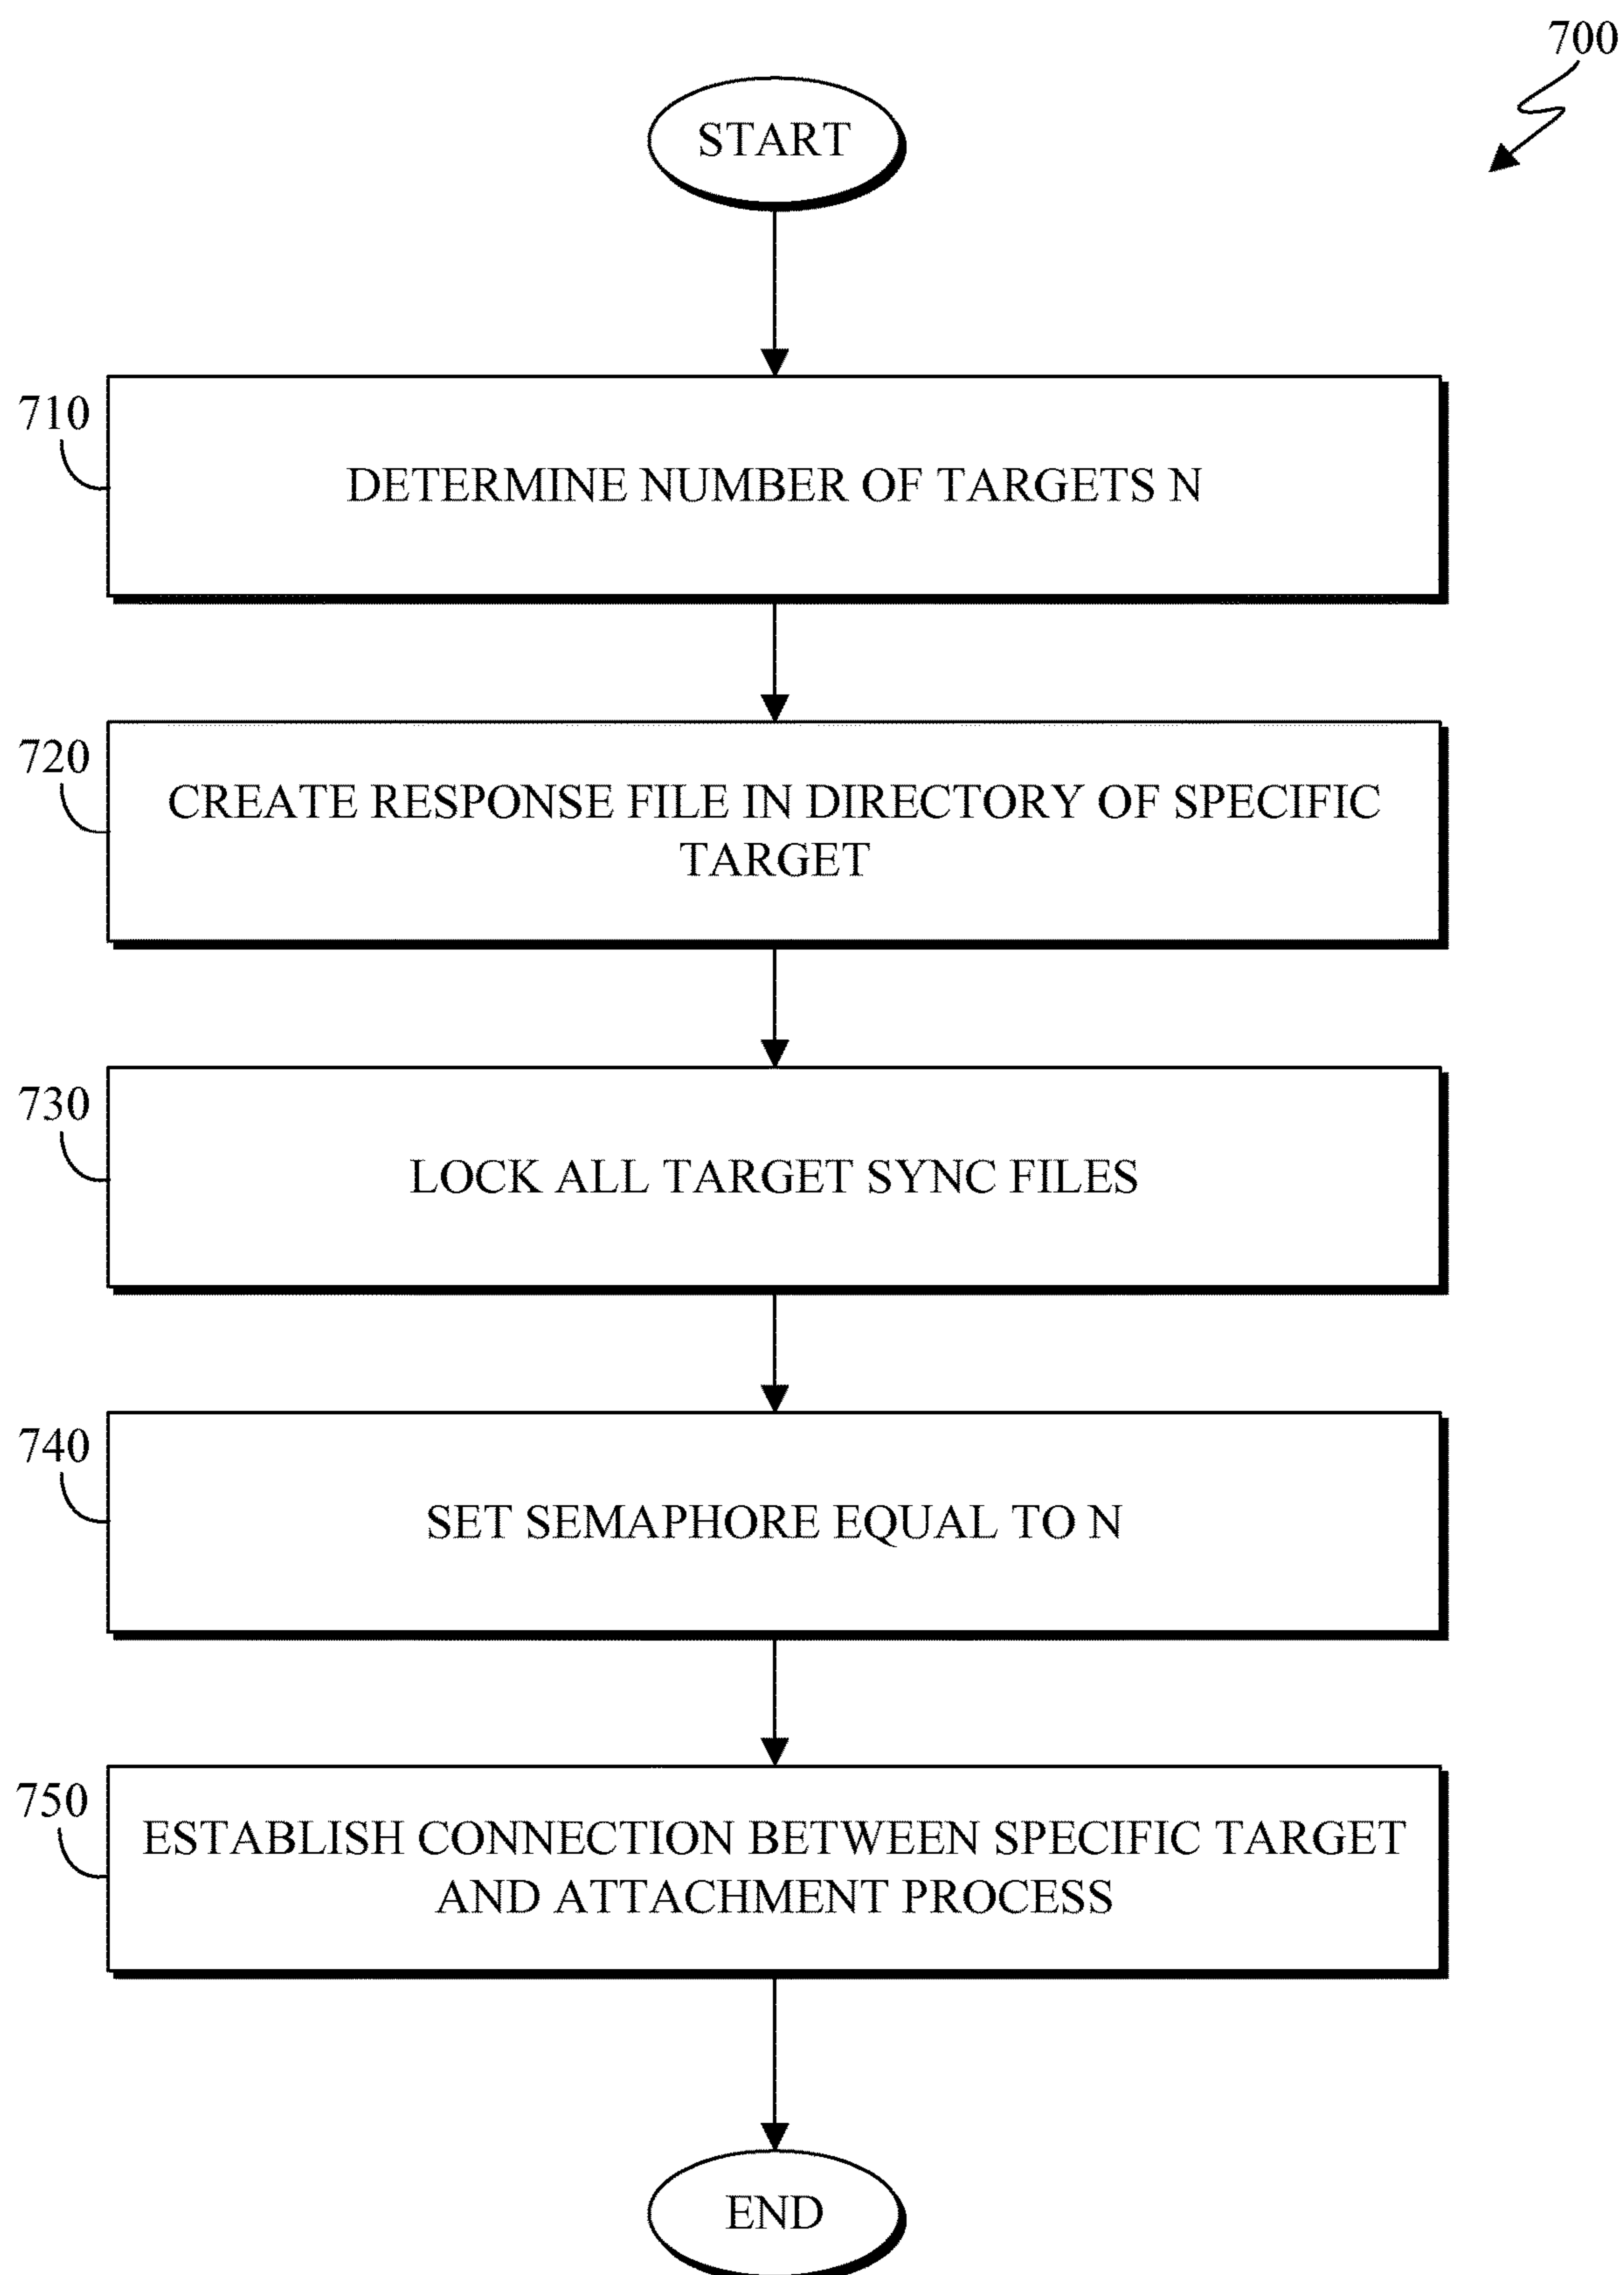 700
START
710
DETERMINE NUMBER OF TARGETS N
720
CREATE RESPONSE FILE IN DIRECTORY OF SPECIFIC
TARGET
730
LOCK ALL TARGET SYNC FILES
740
SET SEMAPHORE EQUAL TO N
750
ESTABLISH CONNECTION BETWEEN SPECIFIC TARGET
AND ATTACHMENT PROCESS
END